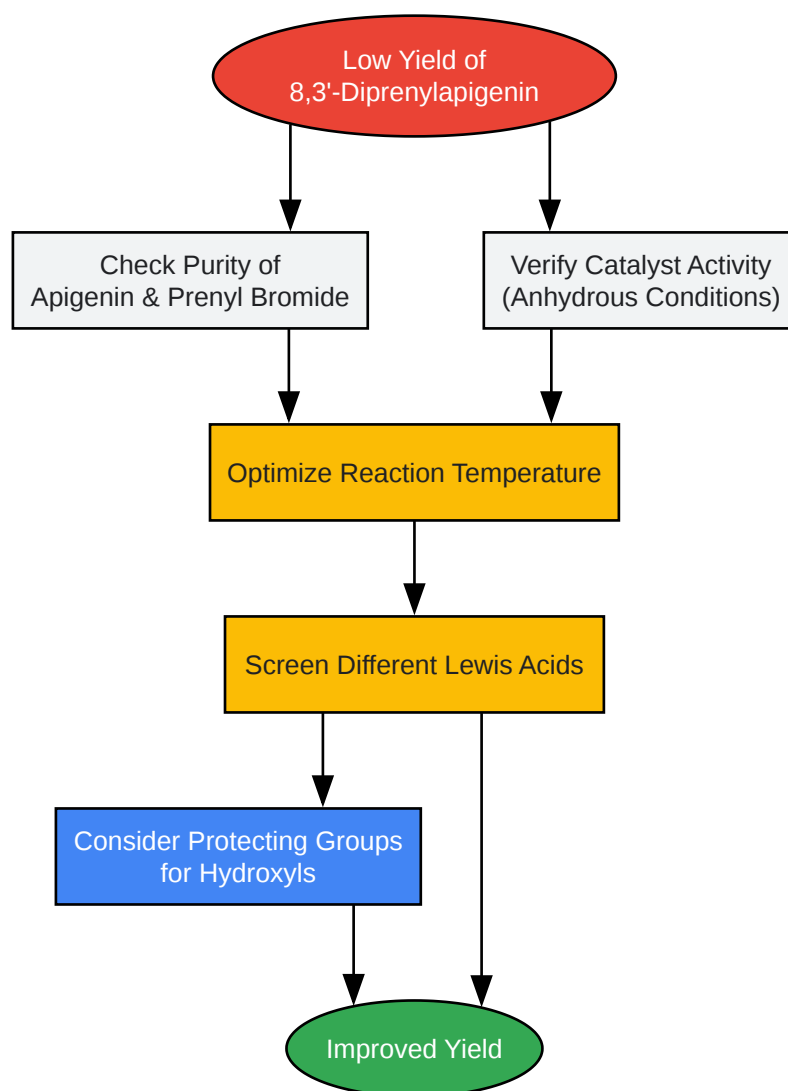 Low Yield of
8,3'-Diprenylapigenin
Check Purity of
Apigenin & Prenyl Bromide
Verify Catalyst Activity
(Anhydrous Conditions)
Optimize Reaction Temperature
Screen Different Lewis Acids
Consider Protecting Groups
for Hydroxyls
Improved Yield